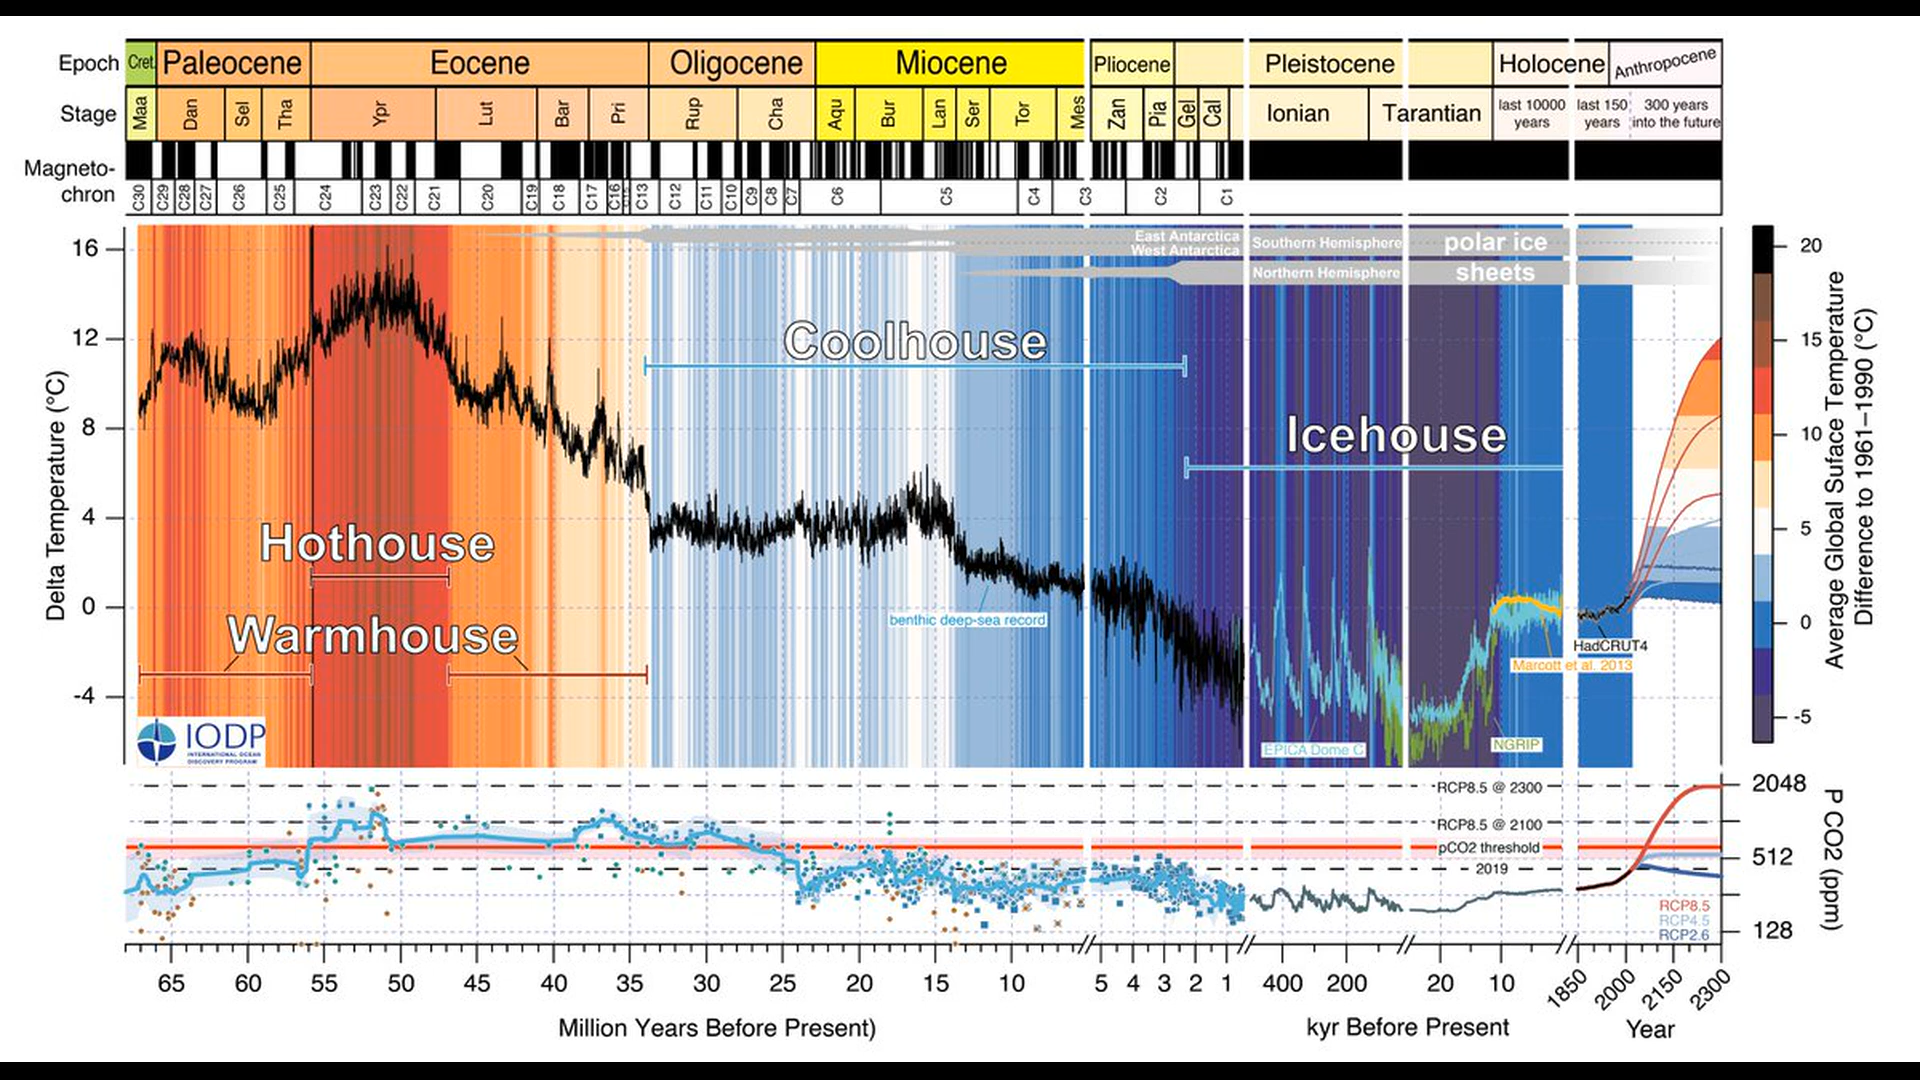 Epoch Cret. Paleocene Eocene Oligocene Miocene Pliocene Pleistocene Holocene Anthropocene
Stage Maa Dan Sel Tha Ypr Lut Bar Pri Rup Cha Aqu Bur Lan Ser Tor Mes Zan Pia Gel Cal Ionian Tarantian last 10000 years last 150 years 300 years into the future
Magneto-
chron C30 C29 C28 C27 C26 C25 C24 C23 C22 C21 C20 C19 C18 C17 C16 C13 C12 C11 C10 C9 C8 C7 C6 C5 C4 C3 C2 C1
East Antarctica
West Antarctica
Southern Hemisphere
Northern Hemisphere
polar ice
sheets
16
12
8
4
0
-4
Delta Temperature (°C)
Coolhouse
Icehouse
Hothouse
Warmhouse
benthic deep-sea record
HadCRUT4
Marcott et al. 2013
EPICA Dome C
NGRIP
IODP
INTERNATIONAL OCEAN
DISCOVERY PROGRAM
20
15
10
5
0
-5
Average Global Suface Temperature
Difference to 1961–1990 (°C)
RCP8.5 @ 2300
RCP8.5 @ 2100
pCO2 threshold
2019
RCP8.5
RCP4.5
RCP2.6
2048
512
128
P CO2 (ppm)
65 60 55 50 45 40 35 30 25 20 15 10 5 4 3 2 1 400 200 20 10 1850 2000 2150 2300
Million Years Before Present)
kyr Before Present
Year